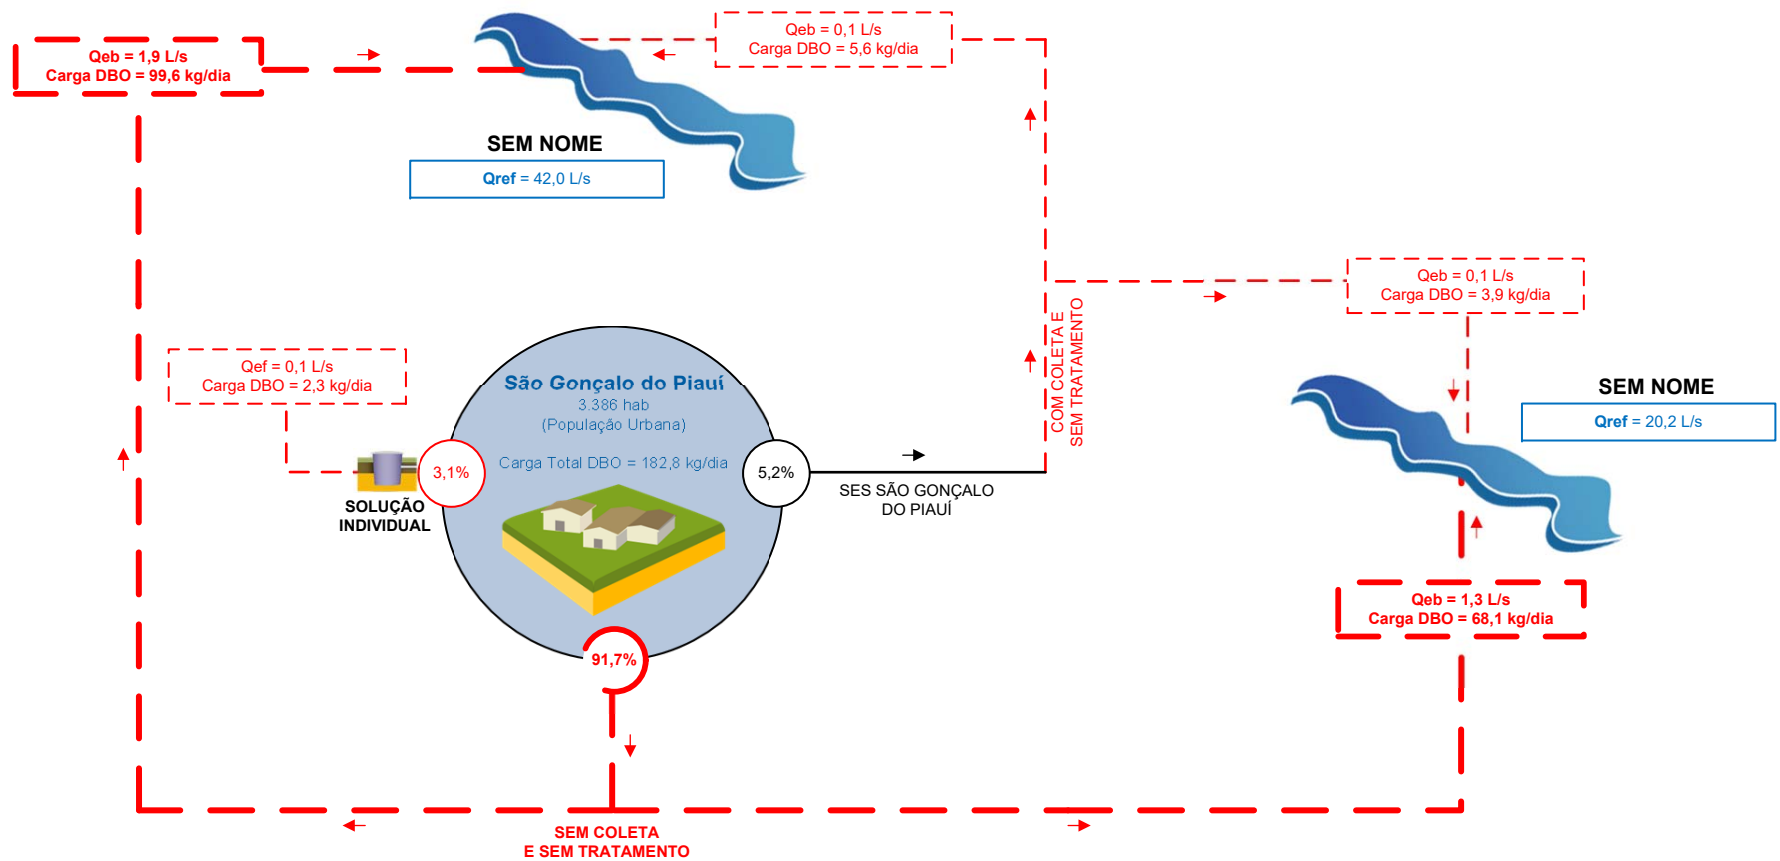 Qeb = 1,9 L/s
Carga DBO = 99,6 kg/dia
Qeb = 0,1 L/s
Carga DBO = 5,6 kg/dia
SEM NOME
Qref = 42,0 L/s
Qeb = 0,1 L/s
Carga DBO = 3,9 kg/dia
COM COLETA E
SEM TRATAMENTO
Qef = 0,1 L/s
Carga DBO = 2,3 kg/dia
São Gonçalo do Piauí
3.386 hab
(População Urbana)
Carga Total DBO = 182,8 kg/dia
3,1%
5,2%
SOLUÇÃO
INDIVIDUAL
SES SÃO GONÇALO
DO PIAUÍ
SEM NOME
Qref = 20,2 L/s
Qeb = 1,3 L/s
Carga DBO = 68,1 kg/dia
91,7%
SEM COLETA
E SEM TRATAMENTO